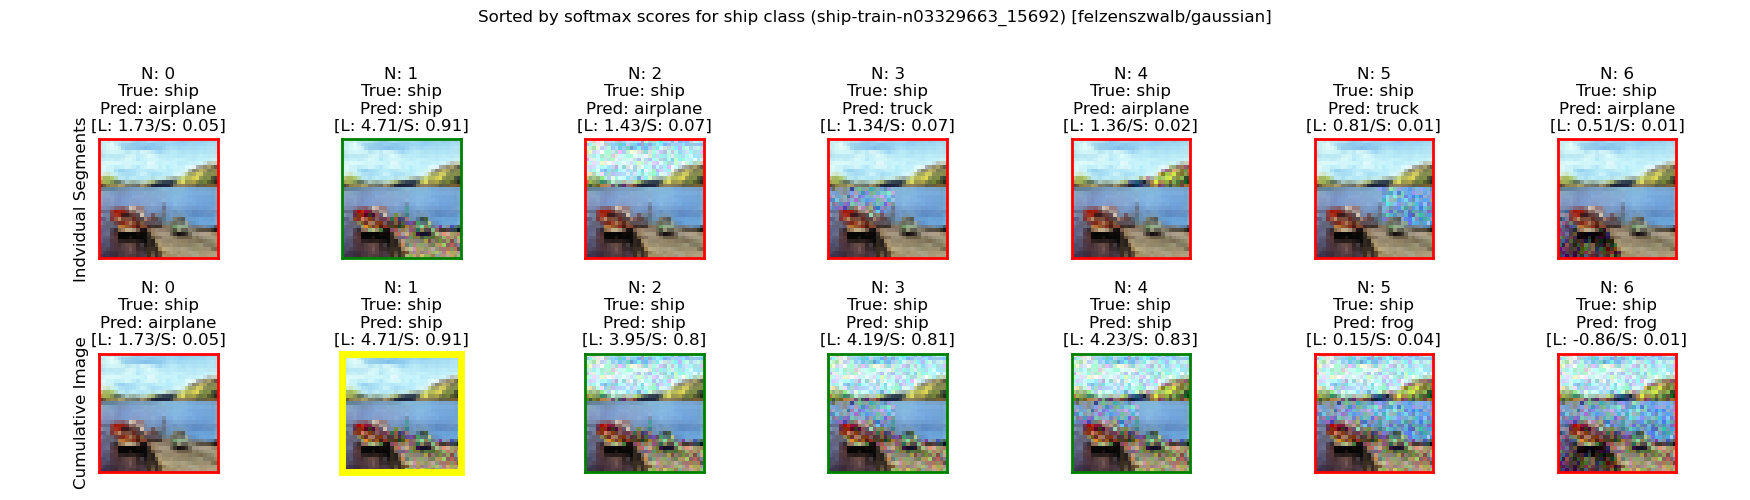 Sorted by softmax scores for ship class (ship-train-n03329663_15692) [felzenszwalb/gaussian]
Indvidual Segments
N: 0
True: ship
Pred: airplane
[L: 1.73/S: 0.05]
N: 1
True: ship
Pred: ship
[L: 4.71/S: 0.91]
N: 2
True: ship
Pred: airplane
[L: 1.43/S: 0.07]
N: 3
True: ship
Pred: truck
[L: 1.34/S: 0.07]
N: 4
True: ship
Pred: airplane
[L: 1.36/S: 0.02]
N: 5
True: ship
Pred: truck
[L: 0.81/S: 0.01]
N: 6
True: ship
Pred: airplane
[L: 0.51/S: 0.01]
Cumulative Image
N: 0
True: ship
Pred: airplane
[L: 1.73/S: 0.05]
N: 1
True: ship
Pred: ship
[L: 4.71/S: 0.91]
N: 2
True: ship
Pred: ship
[L: 3.95/S: 0.8]
N: 3
True: ship
Pred: ship
[L: 4.19/S: 0.81]
N: 4
True: ship
Pred: ship
[L: 4.23/S: 0.83]
N: 5
True: ship
Pred: frog
[L: 0.15/S: 0.04]
N: 6
True: ship
Pred: frog
[L: -0.86/S: 0.01]